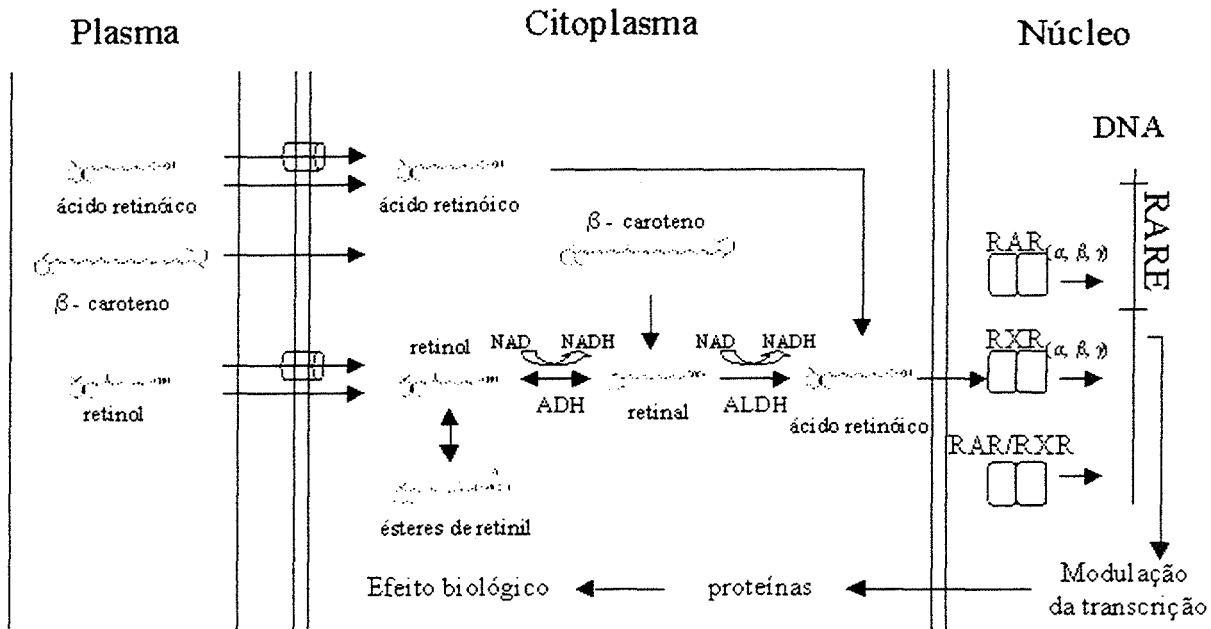 Plasma
Citoplasma
Núcleo
DNA
RARE
ácido retinóico
β - caroteno
retinol
ácido retinóico
β - caroteno
retinol
NAD
NADH
ADH
retinal
NAD
NADH
ALDH
ácido retinóico
ésteres de retinil
RAR(α, β, γ)
RXR(α, β, γ)
RAR/RXR
Efeito biológico
proteínas
Modulação
da transcrição